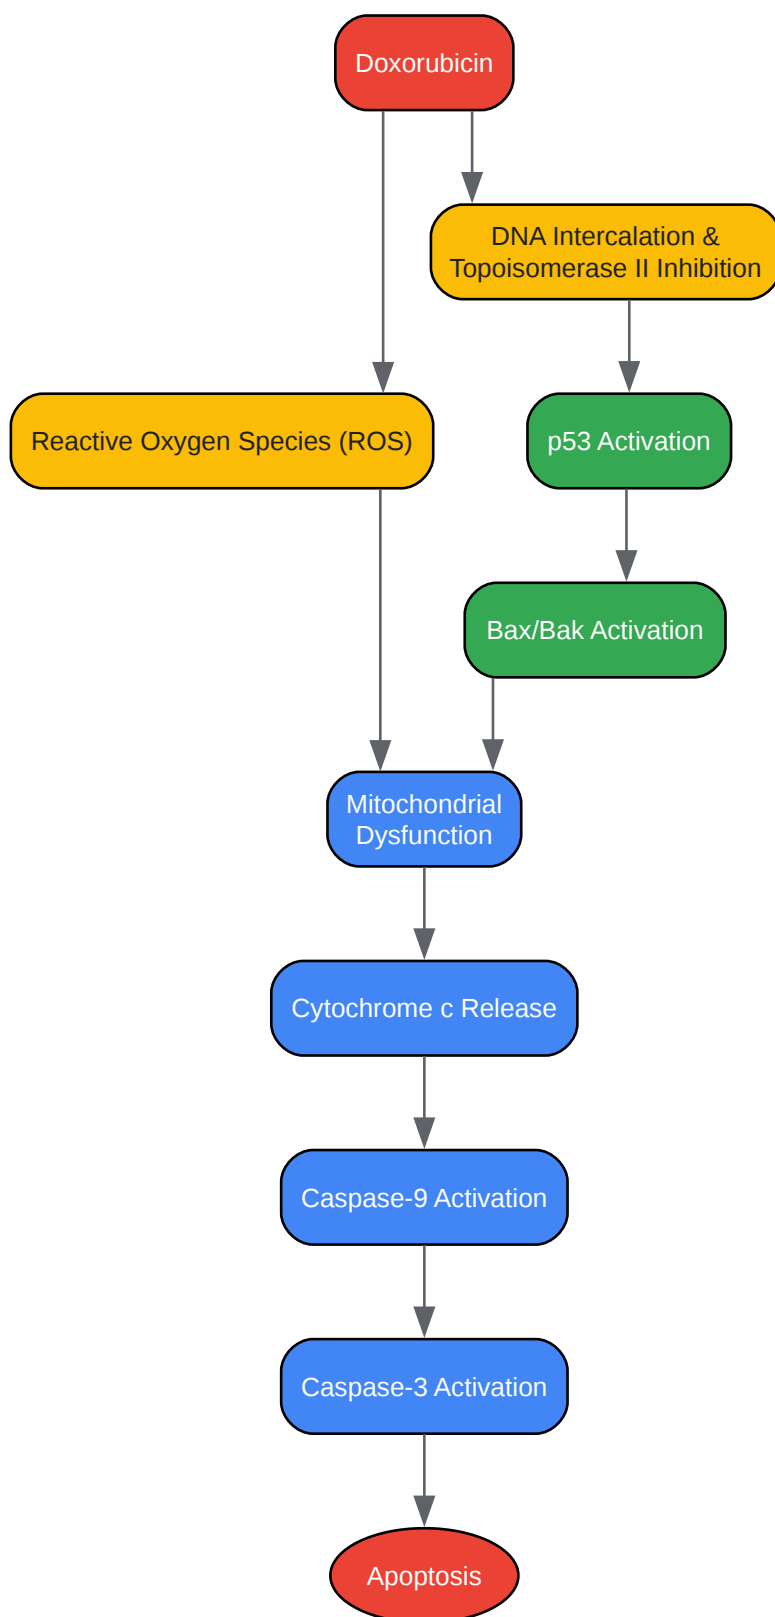 Doxorubicin
DNA Intercalation &
Topoisomerase II Inhibition
Reactive Oxygen Species (ROS)
p53 Activation
Bax/Bak Activation
Mitochondrial
Dysfunction
Cytochrome c Release
Caspase-9 Activation
Caspase-3 Activation
Apoptosis